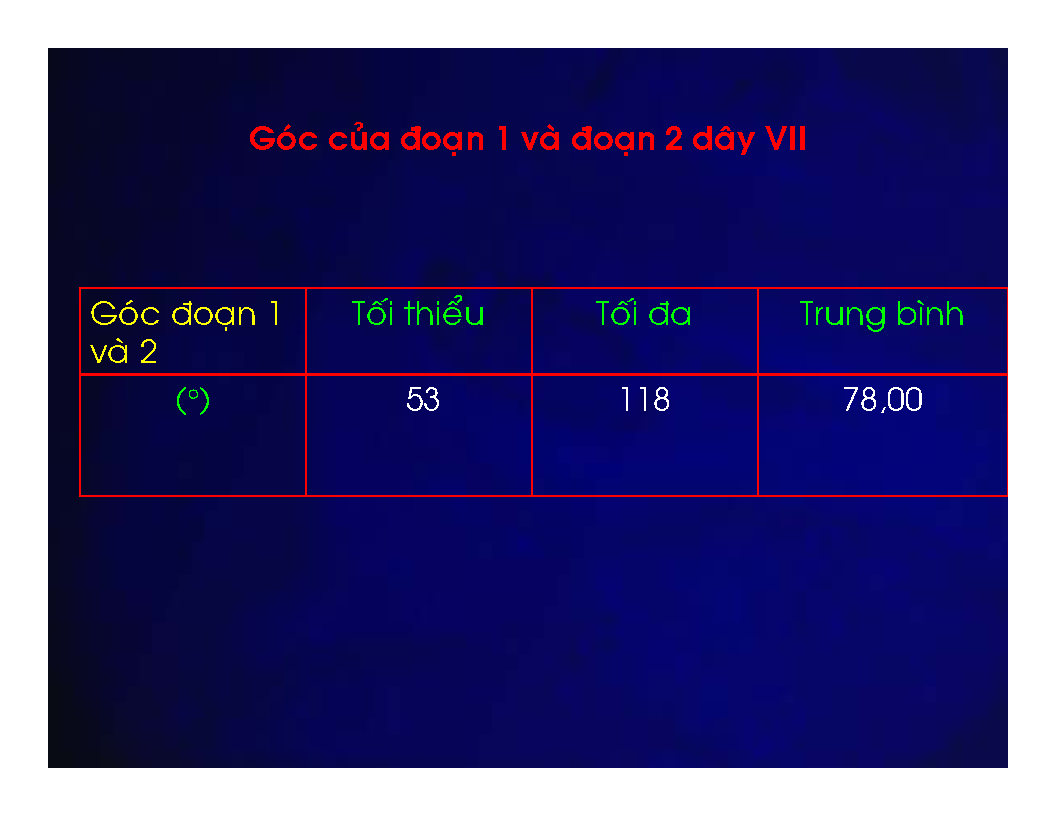 Góc của đoạn 1 và đoạn 2 dây VII
Góc đoạn 1 và 2
Tối thiểu
Tối đa
Trung bình
(°)
53
118
78,00